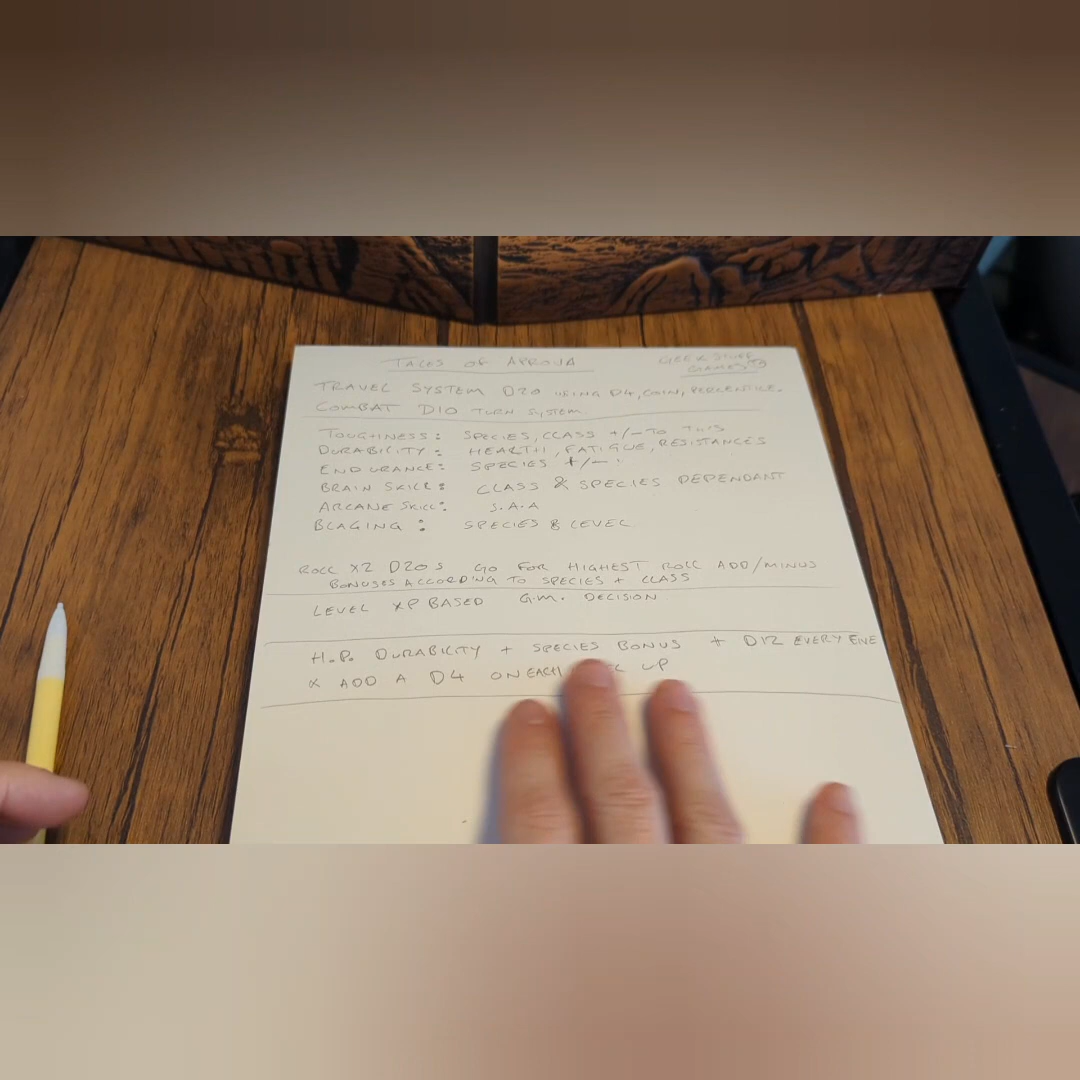 TALES OF APROVA
GEEK STUFF
GAMES
TRAVEL SYSTEM D20 USING D4, COIN, PERCENTILE.
COMBAT D10 TURN SYSTEM
TOUGHNESS: SPECIES, CLASS +/- TO THIS
DURABILITY: HEALTH, FATIGUE, RESISTANCES
ENDURANCE: SPECIES +/- .
BRAIN SKILL: CLASS & SPECIES DEPENDANT
ARCANE SKILL: S.A.A
BLAGING: SPECIES & LEVEL
ROLL X2 D20S GO FOR HIGHEST ROLL ADD/MINUS
BONUSES ACCORDING TO SPECIES + CLASS
LEVEL XP BASED G.M. DECISION
H.P. DURABILITY + SPECIES BONUS + D12 EVERY FIVE
X ADD A D4 ON EACH UP